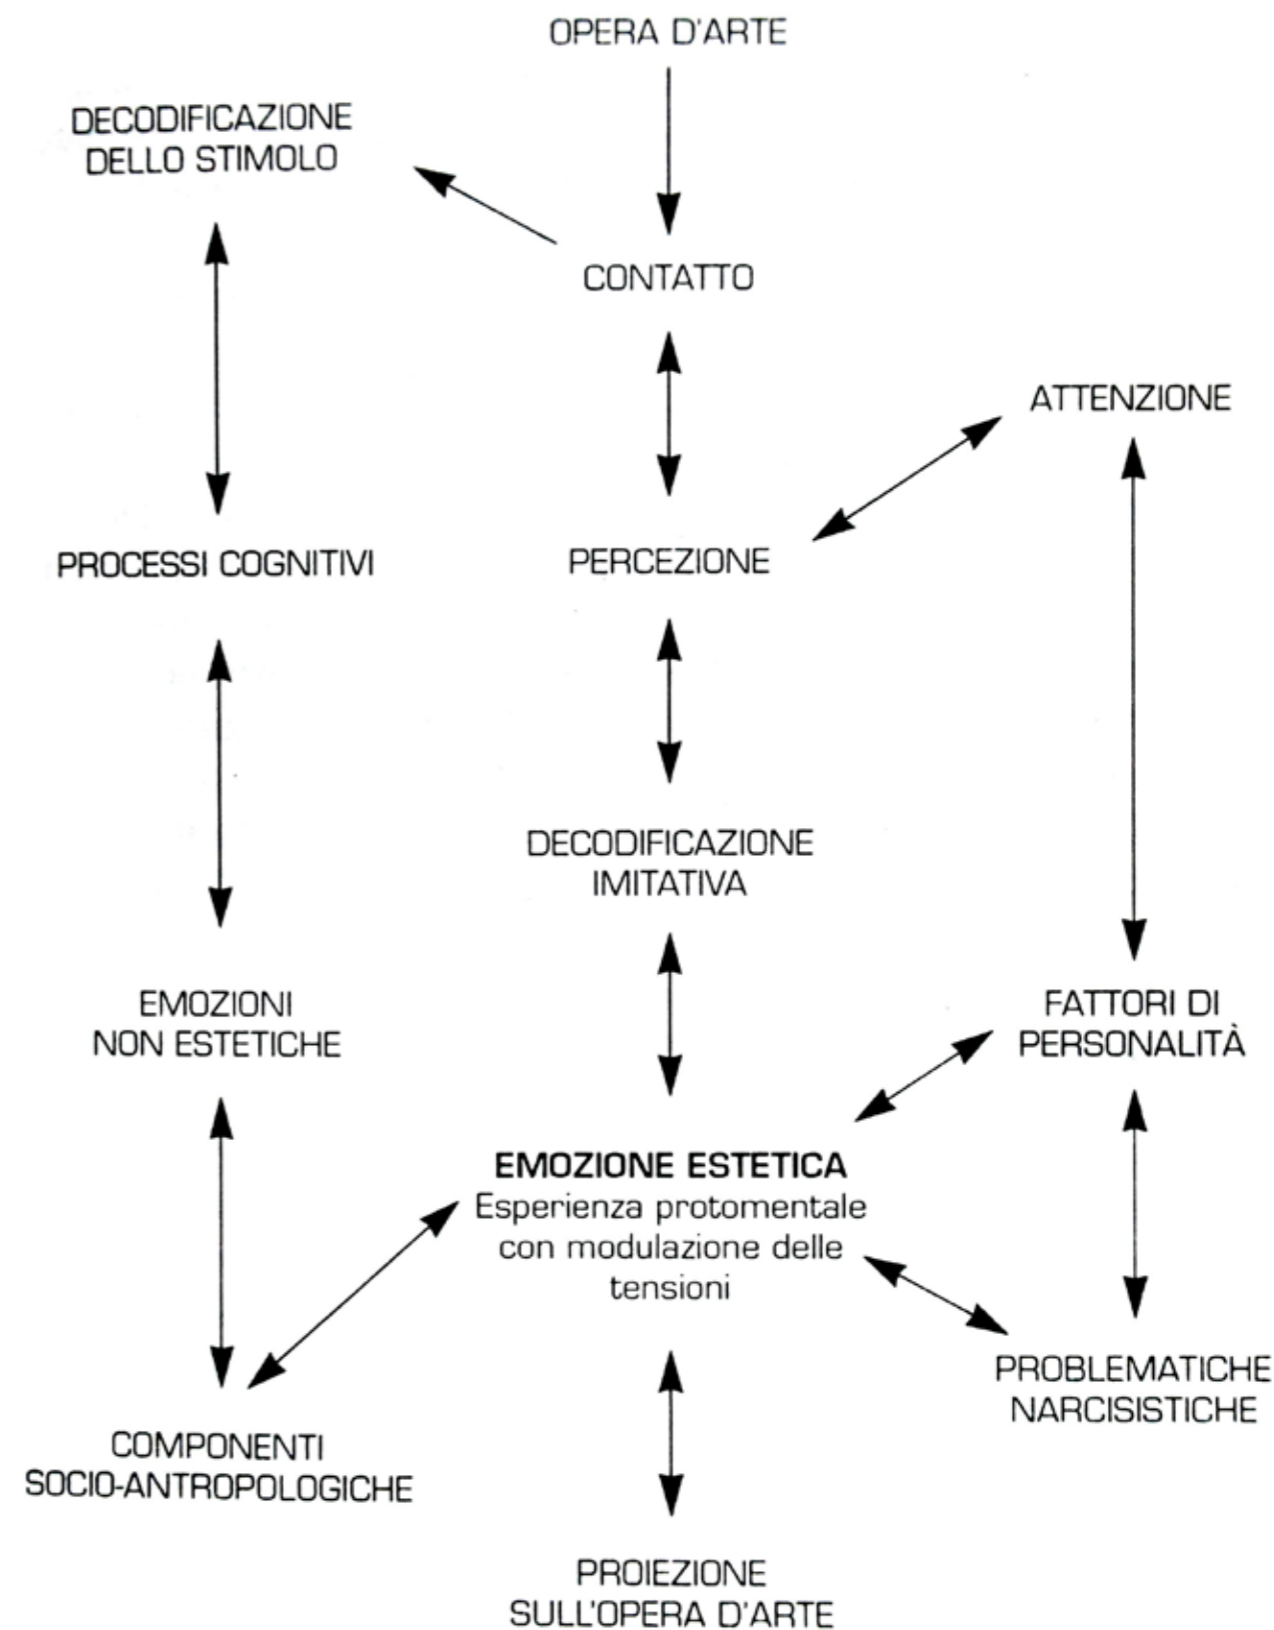 OPERA D'ARTE
DECODIFICAZIONE
DELLO STIMOLO
CONTATTO
ATTENZIONE
PROCESSI COGNITIVI
PERCEZIONE
DECODIFICAZIONE
IMITATIVA
EMOZIONI
NON ESTETICHE
FATTORI DI
PERSONALITÀ
EMOZIONE ESTETICA
Esperienza protomentale
con modulazione delle
tensioni
PROBLEMATICHE
NARCISISTICHE
COMPONENTI
SOCIO-ANTROPOLOGICHE
PROIEZIONE
SULL'OPERA D'ARTE